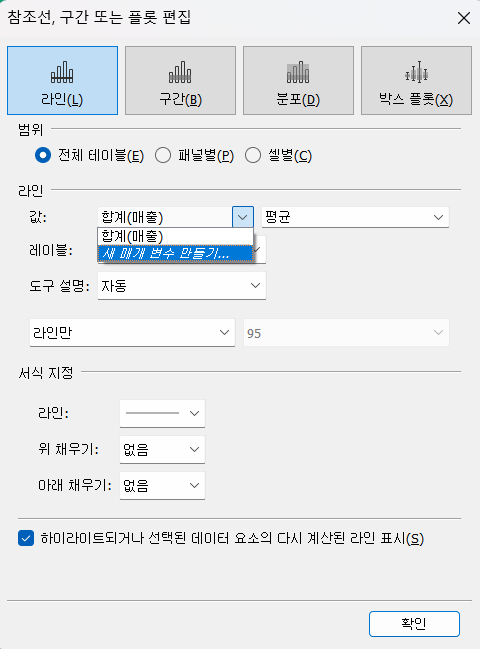 참조선, 구간 또는 플롯 편집
라인(L) 구간(B) 분포(D) 박스 플롯(X)
범위
전체 테이블(E) 패널별(P) 셀별(C)
라인
값: 합계(매출) 평균
합계(매출)
레이블: 새 매개 변수 만들기...
도구 설명: 자동
라인만 95
서식 지정
라인:
위 채우기: 없음
아래 채우기: 없음
하이라이트되거나 선택된 데이터 요소의 다시 계산된 라인 표시(S)
확인